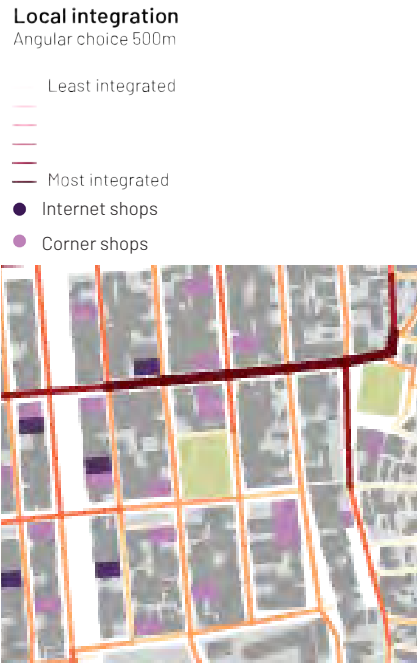 Local integration
Angular choice 500m
Least integrated
Most integrated
Internet shops
Corner shops